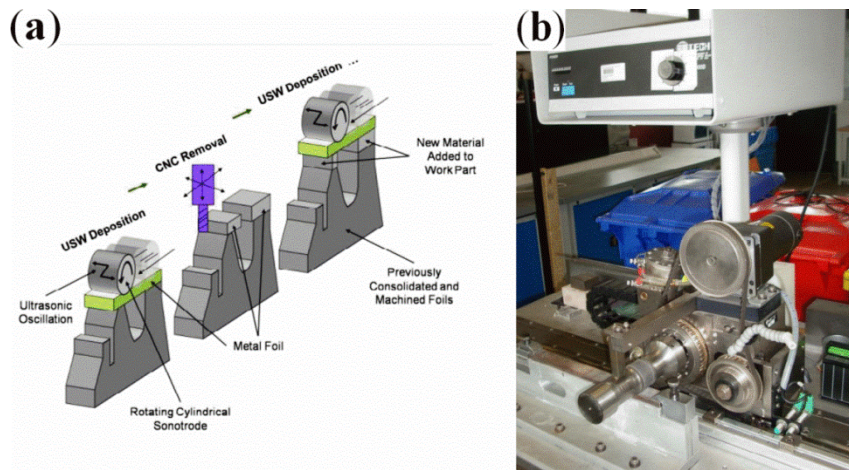 (a)
USW Deposition ...
CNC Removal
USW Deposition
New Material
Added to
Work Part
Ultrasonic
Oscillation
Previously
Consolidated and
Machined Foils
Metal Foil
Rotating Cylindrical
Sonotrode
(b)